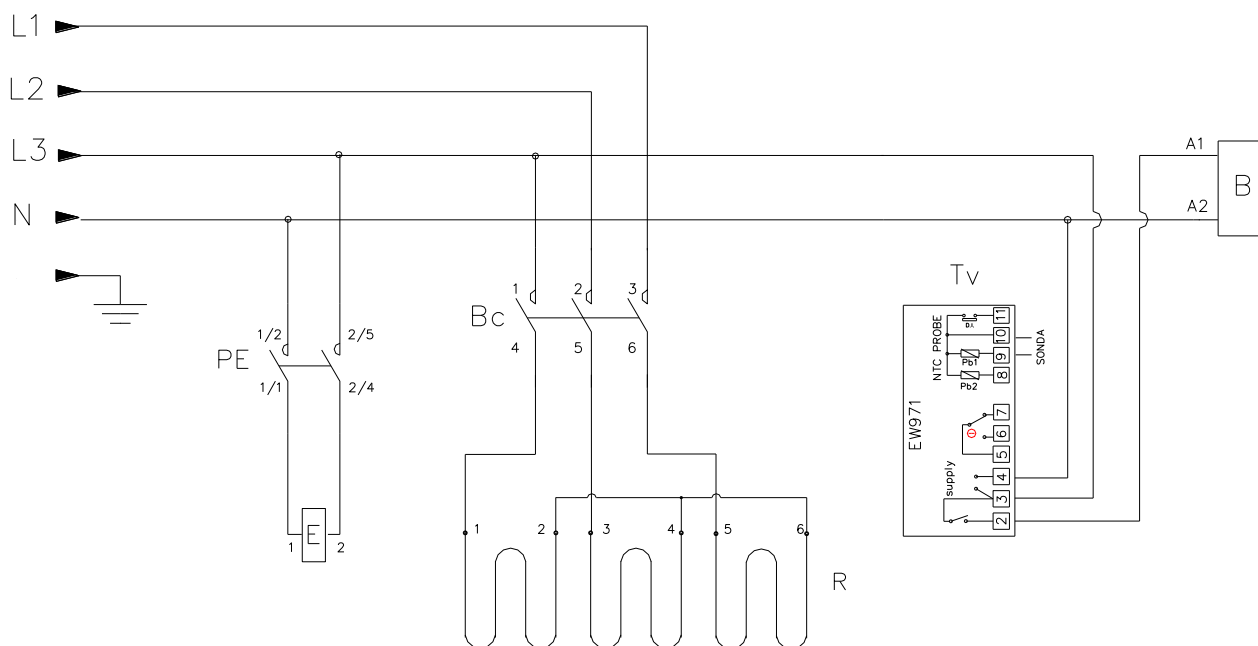 L1
L2
L3
N
A1
A2
B
Tv
PE
1/2
2/5
1/1
2/4
Bc
1 2 3
4 5 6
E
1 2
1 2 3 4 5 6
R
EW971
NTC PROBE
SONDA
DA
Pb1
Pb2
supply
11
10
9
8
7
6
5
4
3
2